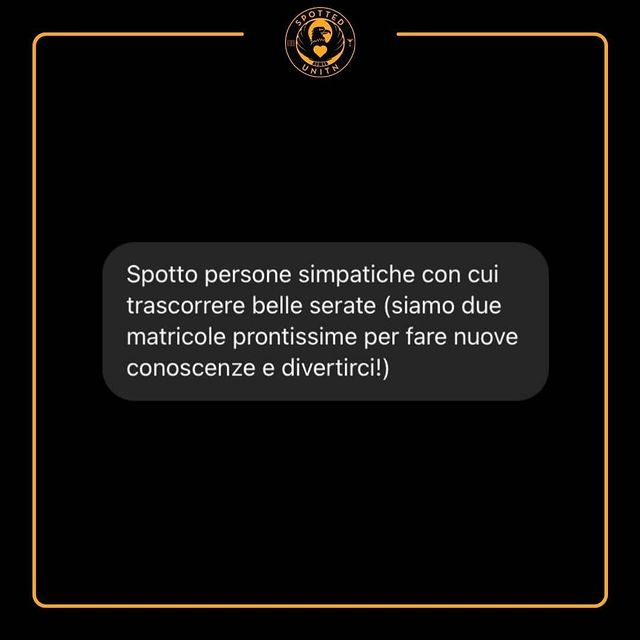 SPOTTED
UNITN
Spotto persone simpatiche con cui
trascorrere belle serate (siamo due
matricole prontissime per fare nuove
conoscenze e divertirci!)